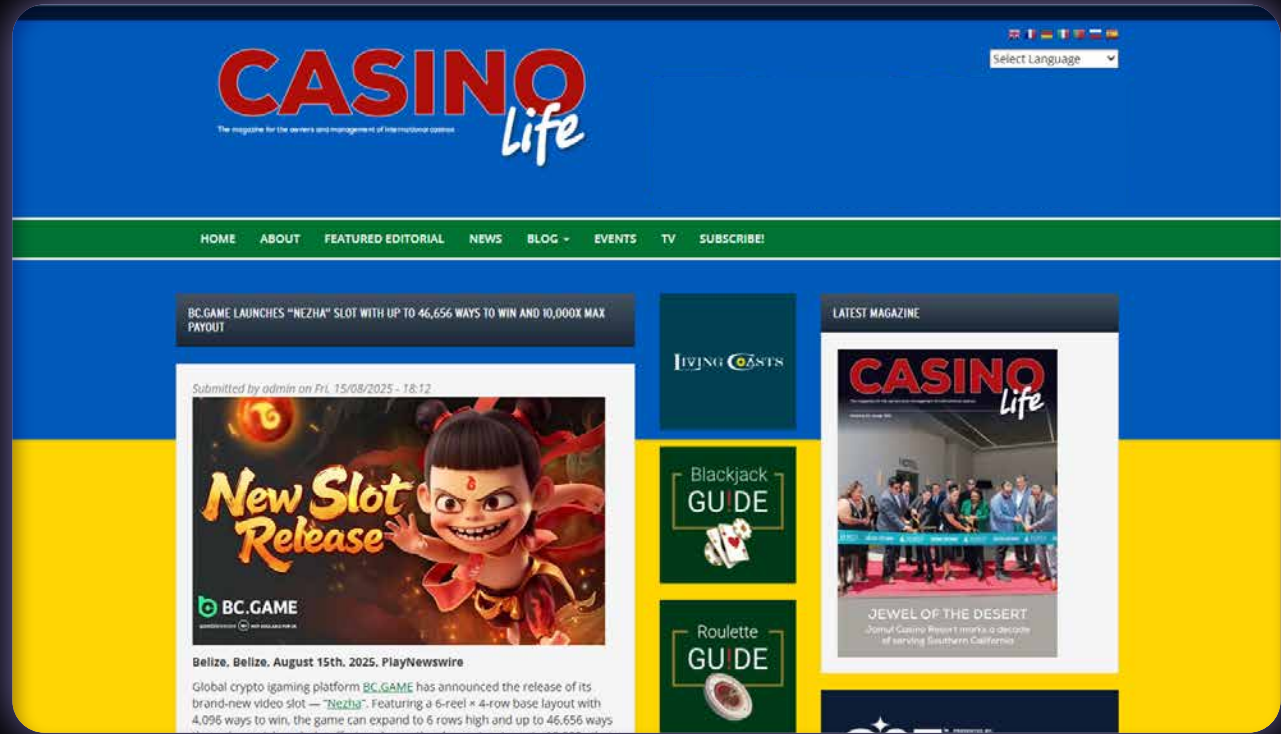 Select Language
CASINO
Life
The magazine for the owners and management of international casinos
HOME ABOUT FEATURED EDITORIAL NEWS BLOG EVENTS TV SUBSCRIBE!
BC.GAME LAUNCHES "NEZHA" SLOT WITH UP TO 46,656 WAYS TO WIN AND 10,000X MAX
PAYOUT
Submitted by admin on Fri, 15/08/2025 - 18:12
New Slot
Release
BC.GAME
Belize, Belize, August 15th, 2025, PlayNewswire
Global crypto igaming platform BC.GAME has announced the release of its
brand-new video slot — "Nezha". Featuring a 6-reel × 4-row base layout with
4,096 ways to win, the game can expand to 6 rows high and up to 46,656 ways
LIVING COASTS
Blackjack
GU!DE
Roulette
GU!DE
LATEST MAGAZINE
CASINO
Life
JEWEL OF THE DESERT
Jamul Casino Resort marks a decade
of serving Southern California